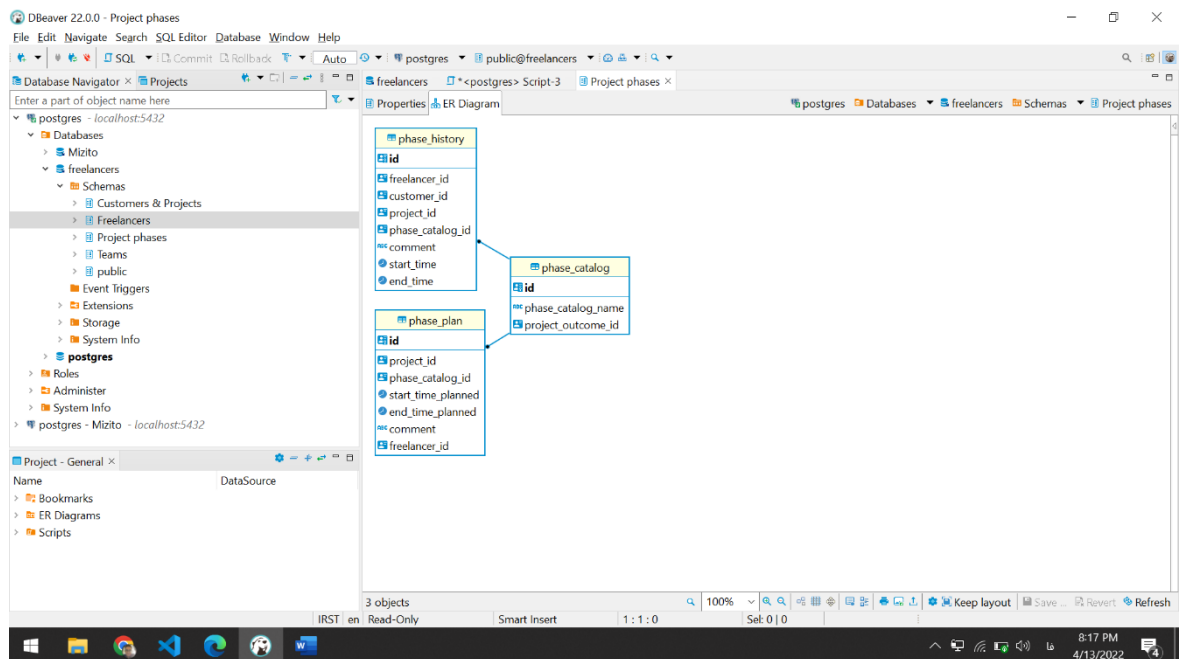 DBeaver 22.0.0 - Project phases
File Edit Navigate Search SQL Editor Database Window Help
SQL Commit Rollback Auto postgres public@freelancers
Database Navigator Projects
freelancers *<postgres> Script-3 Project phases
Enter a part of object name here
Properties ER Diagram
postgres Databases freelancers Schemas Project phases
postgres - localhost:5432
Databases
Mizito
freelancers
Schemas
Customers & Projects
Freelancers
Project phases
Teams
public
Event Triggers
Extensions
Storage
System Info
postgres
Roles
Administer
System Info
postgres - Mizito - localhost:5432
phase_history
id
freelancer_id
customer_id
project_id
phase_catalog_id
comment
start_time
end_time
phase_catalog
id
phase_catalog_name
project_outcome_id
phase_plan
id
project_id
phase_catalog_id
start_time_planned
end_time_planned
comment
freelancer_id
Project - General
Name DataSource
Bookmarks
ER Diagrams
Scripts
3 objects
100%
Keep layout Save ... Revert Refresh
IRST en Read-Only Smart Insert 1 : 1 : 0 Sel: 0 | 0
8:17 PM
فا
4/13/2022
4